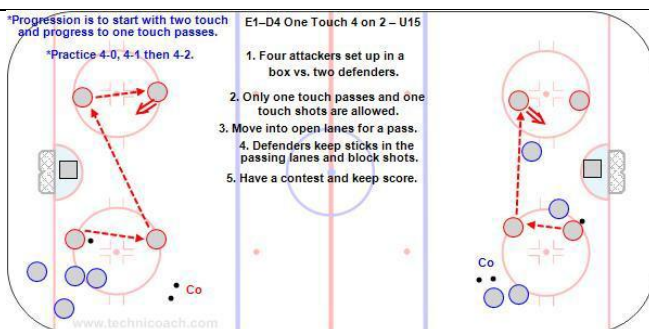 *Progression is to start with two touch
and progress to one touch passes.
*Practice 4-0, 4-1 then 4-2.
E1–D4 One Touch 4 on 2 – U15
1. Four attackers set up in a
box vs. two defenders.
2. Only one touch passes and one
touch shots are allowed.
3. Move into open lanes for a pass.
4. Defenders keep sticks in the
passing lanes and block shots.
5. Have a contest and keep score.
Co
Co
www.technicoach.com